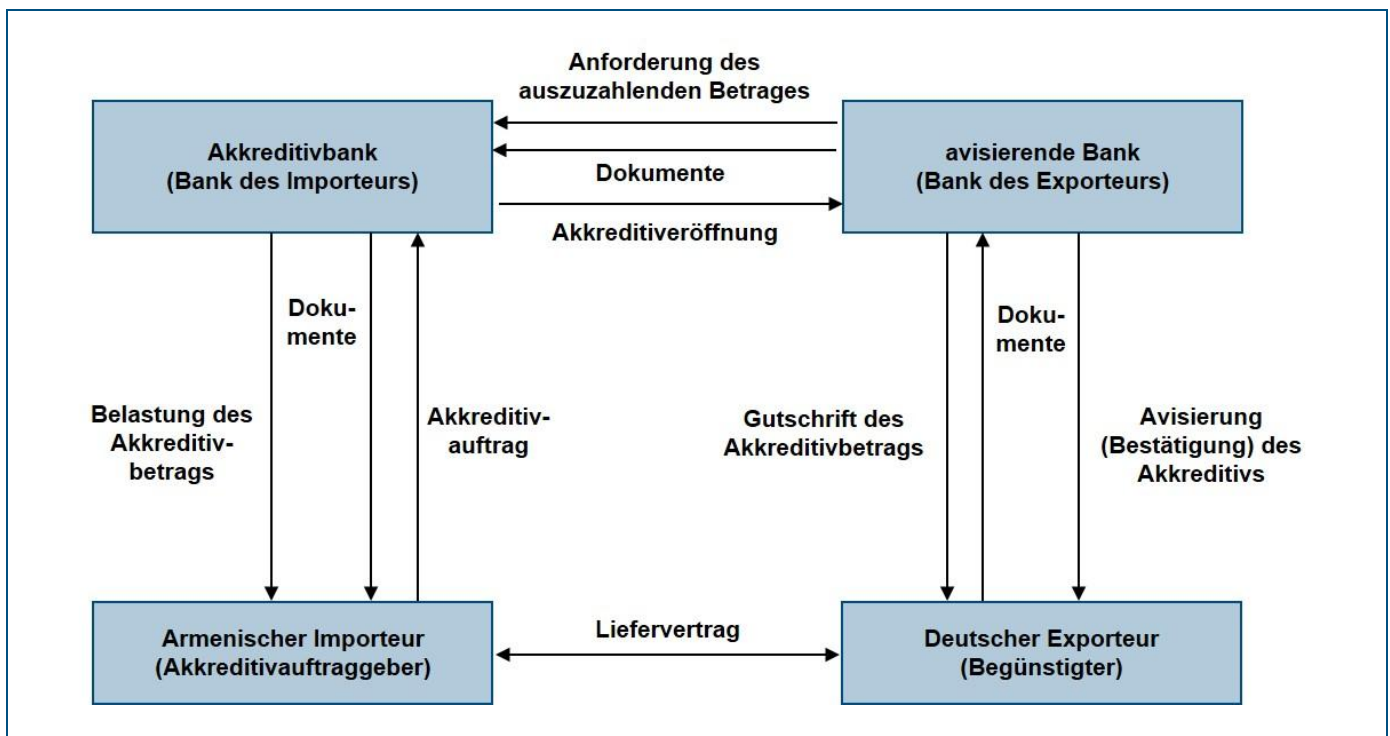 Anforderung des
auszuzahlenden Betrages
Akkreditivbank
(Bank des Importeurs)
avisierende Bank
(Bank des Exporteurs)
Dokumente
Akkreditiveröffnung
Doku-
mente
Doku-
mente
Belastung des
Akkreditiv-
betrags
Akkreditiv-
auftrag
Gutschrift des
Akkreditivbetrags
Avisierung
(Bestätigung) des
Akkreditivs
Armenischer Importeur
(Akkreditivauftraggeber)
Liefervertrag
Deutscher Exporteur
(Begünstigter)